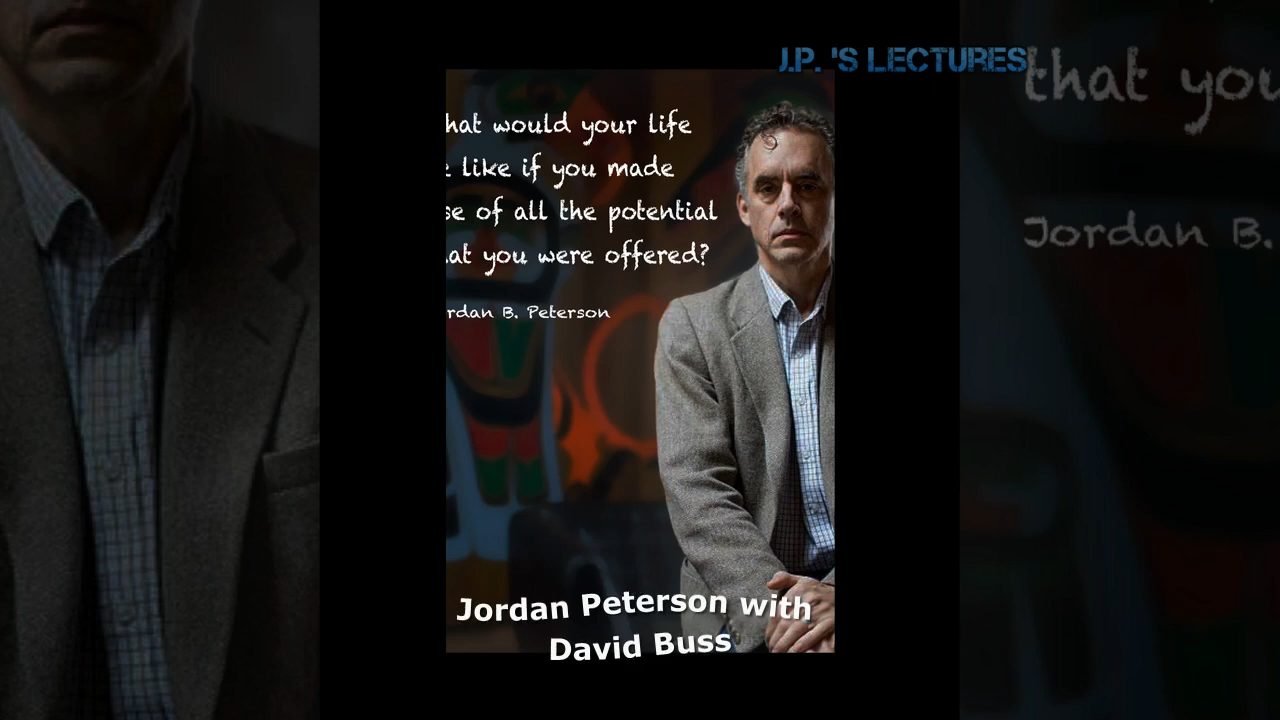 J.P. 'S LECTURES
that you
Jordan B.
hat would your life
e like if you made
se of all the potential
hat you were offered?
rdan B. Peterson
Jordan Peterson with
David Buss